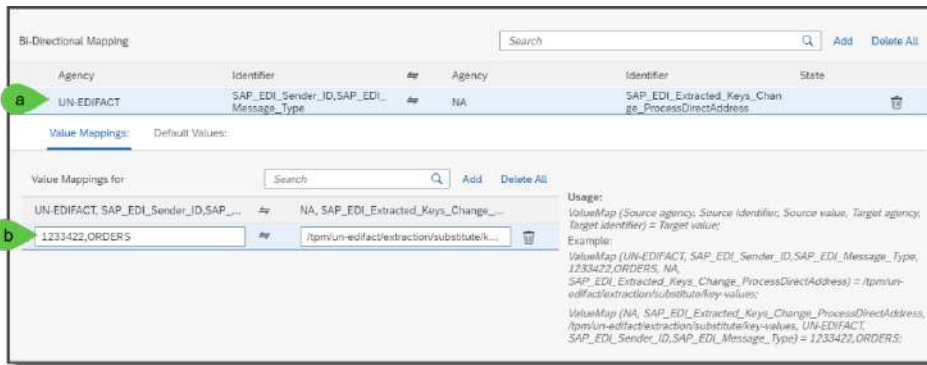 Bi-Directional Mapping
Search
Add
Delete All
Agency
Identifier
⇋
Agency
Identifier
State
a
UN-EDIFACT
SAP_EDI_Sender_ID,SAP_EDI_
Message_Type
⇋
NA
SAP_EDI_Extracted_Keys_Chan
ge_ProcessDirectAddress
Value Mappings:
Default Values:
Value Mappings for
Search
Add
Delete All
UN-EDIFACT, SAP_EDI_Sender_ID,SAP_...
⇋
NA, SAP_EDI_Extracted_Keys_Change_...
b
1233422,ORDERS
⇋
/tpm/un-edifact/extraction/substitute/k...
Usage:
ValueMap (Source agency, Source identifier, Source value, Target agency,
Target identifier) = Target value;
Example:
ValueMap (UN-EDIFACT, SAP_EDI_Sender_ID,SAP_EDI_Message_Type,
1233422,ORDERS, NA,
SAP_EDI_Extracted_Keys_Change_ProcessDirectAddress) = /tpm/un-
edifact/extraction/substitute/key-values;
ValueMap (NA, SAP_EDI_Extracted_Keys_Change_ProcessDirectAddress,
/tpm/un-edifact/extraction/substitute/key-values, UN-EDIFACT,
SAP_EDI_Sender_ID,SAP_EDI_Message_Type) = 1233422,ORDERS;